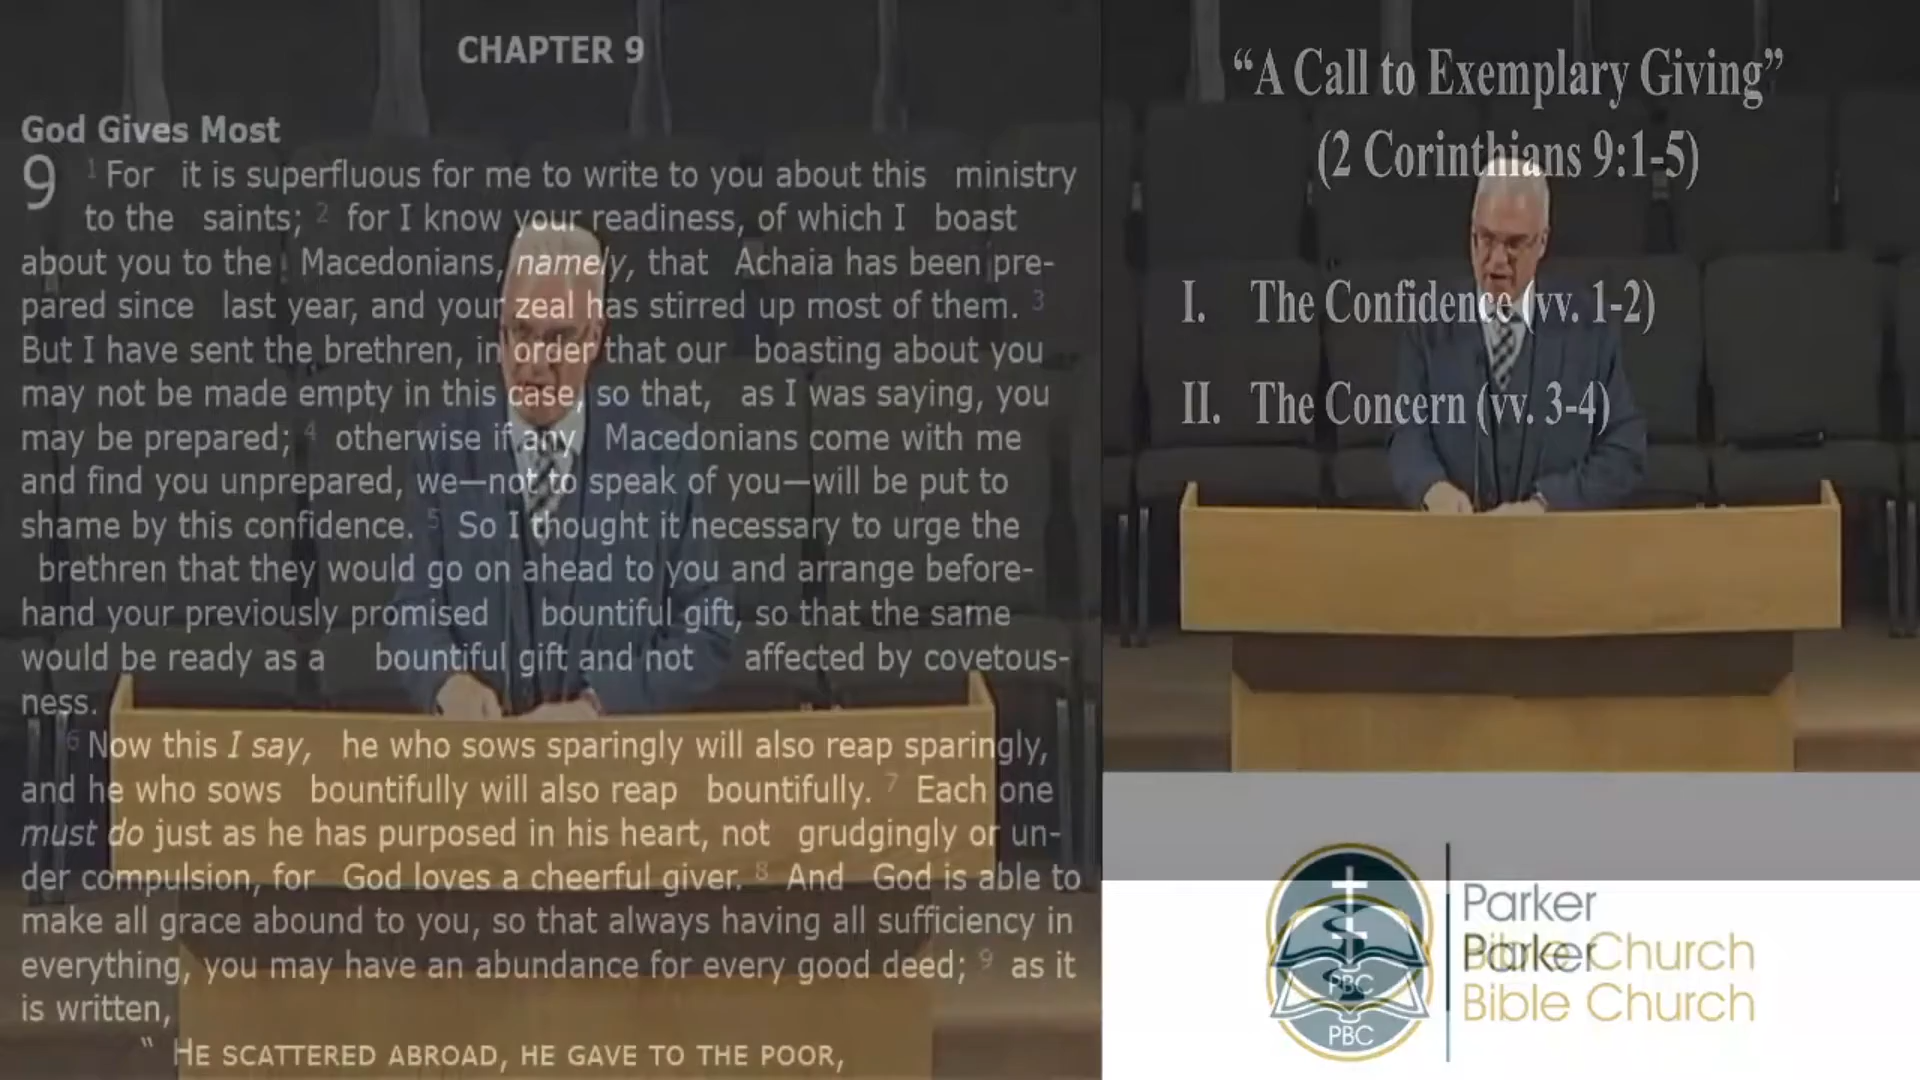 CHAPTER 9
God Gives Most
9 1 For it is superfluous for me to write to you about this ministry
to the saints; 2 for I know your readiness, of which I boast
about you to the Macedonians, namely, that Achaia has been pre-
pared since last year, and your zeal has stirred up most of them. 3
But I have sent the brethren, in order that our boasting about you
may not be made empty in this case, so that, as I was saying, you
may be prepared; 4 otherwise if any Macedonians come with me
and find you unprepared, we—not to speak of you—will be put to
shame by this confidence. 5 So I thought it necessary to urge the
brethren that they would go on ahead to you and arrange before-
hand your previously promised bountiful gift, so that the same
would be ready as a bountiful gift and not affected by covetous-
ness.
6 Now this I say, he who sows sparingly will also reap sparingly,
and he who sows bountifully will also reap bountifully. 7 Each one
must do just as he has purposed in his heart, not grudgingly or un-
der compulsion, for God loves a cheerful giver. 8 And God is able to
make all grace abound to you, so that always having all sufficiency in
everything, you may have an abundance for every good deed; 9 as it
is written,
“ HE SCATTERED ABROAD, HE GAVE TO THE POOR,
“A Call to Exemplary Giving”
(2 Corinthians 9:1-5)
I. The Confidence (vv. 1-2)
II. The Concern (vv. 3-4)
PBC
PBC
Parker
Bible Church
Parker
Bible Church